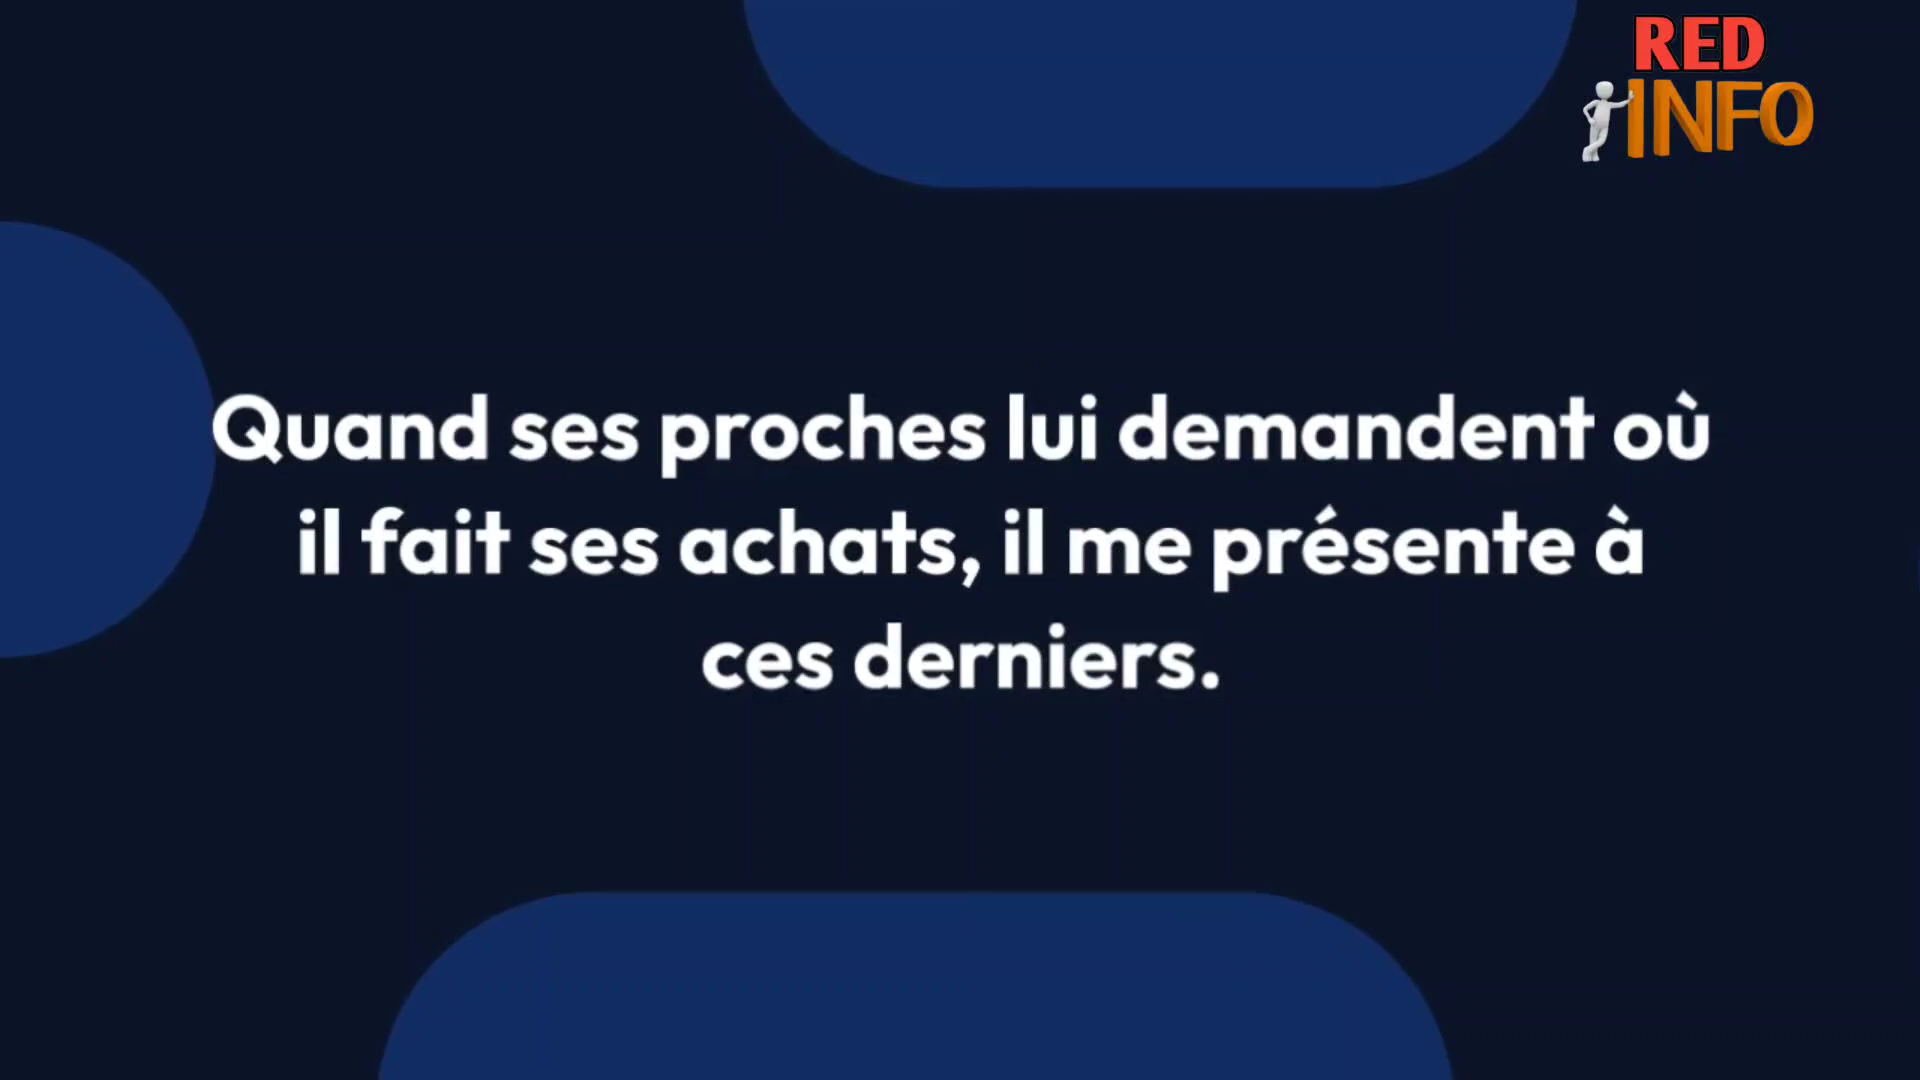 RED
INFO
Quand ses proches lui demandent où
il fait ses achats, il me présente à
ces derniers.